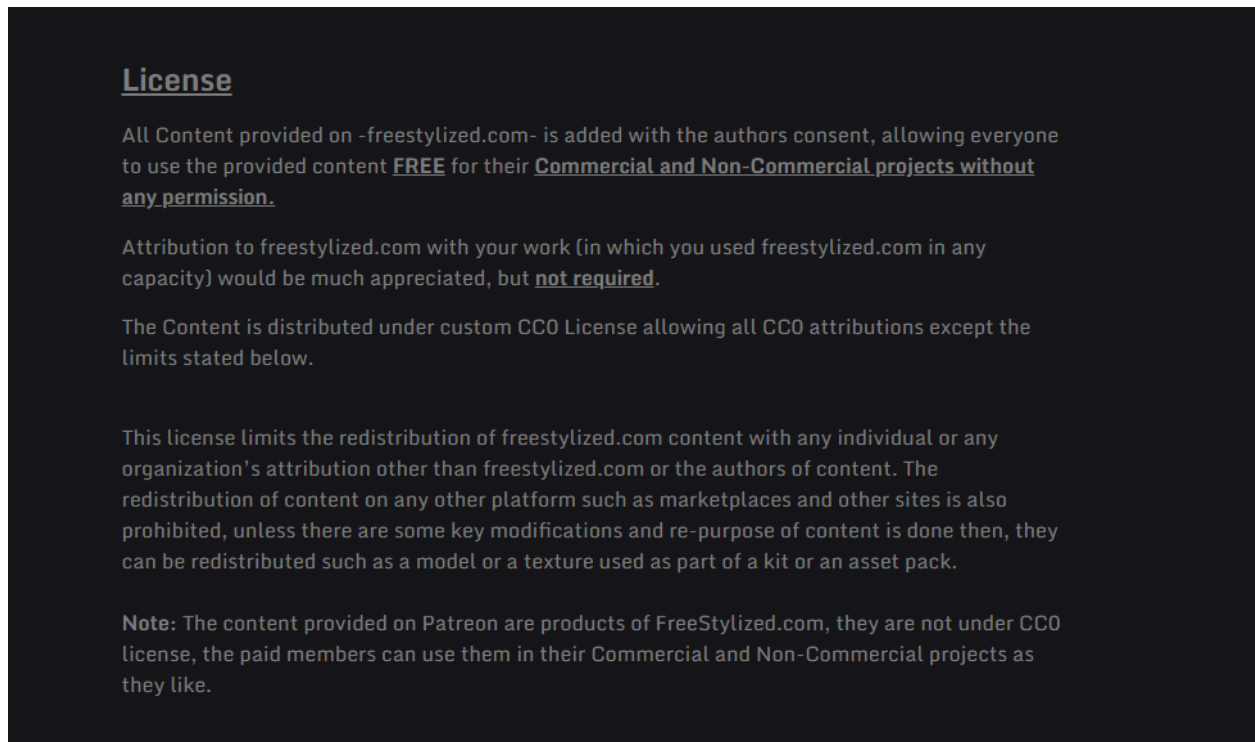 License
All Content provided on -freestylized.com- is added with the authors consent, allowing everyone
to use the provided content FREE for their Commercial and Non-Commercial projects without
any permission.
Attribution to freestylized.com with your work (in which you used freestylized.com in any
capacity) would be much appreciated, but not required.
The Content is distributed under custom CC0 License allowing all CC0 attributions except the
limits stated below.
This license limits the redistribution of freestylized.com content with any individual or any
organization’s attribution other than freestylized.com or the authors of content. The
redistribution of content on any other platform such as marketplaces and other sites is also
prohibited, unless there are some key modifications and re-purpose of content is done then, they
can be redistributed such as a model or a texture used as part of a kit or an asset pack.
Note: The content provided on Patreon are products of FreeStylized.com, they are not under CC0
license, the paid members can use them in their Commercial and Non-Commercial projects as
they like.